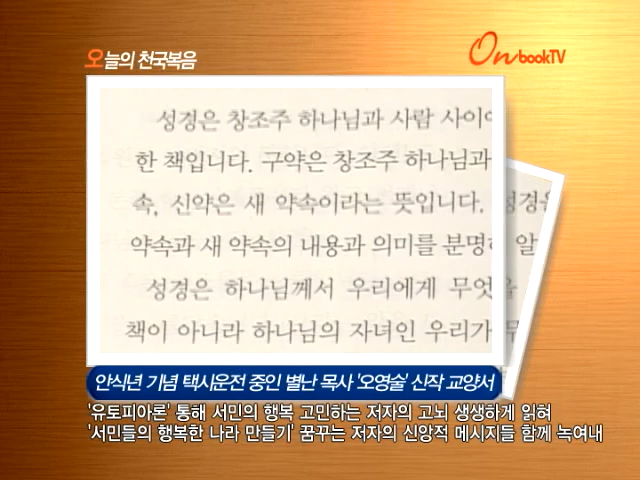 오늘의 천국복음
On bookTV
성경은 창조주 하나님과 사람 사이에
한 책입니다. 구약은 창조주 하나님과
속, 신약은 새 약속이라는 뜻입니다. 성경은
약속과 새 약속의 내용과 의미를 분명히 알
성경은 하나님께서 우리에게 무엇을
책이 아니라 하나님의 자녀인 우리가 무
안식년 기념 택시운전 중인 별난 목사 '오영술' 신작 교양서
'유토피아론' 통해 서민의 행복 고민하는 저자의 고뇌 생생하게 읽혀
'서민들의 행복한 나라 만들기' 꿈꾸는 저자의 신앙적 메시지들 함께 녹여내